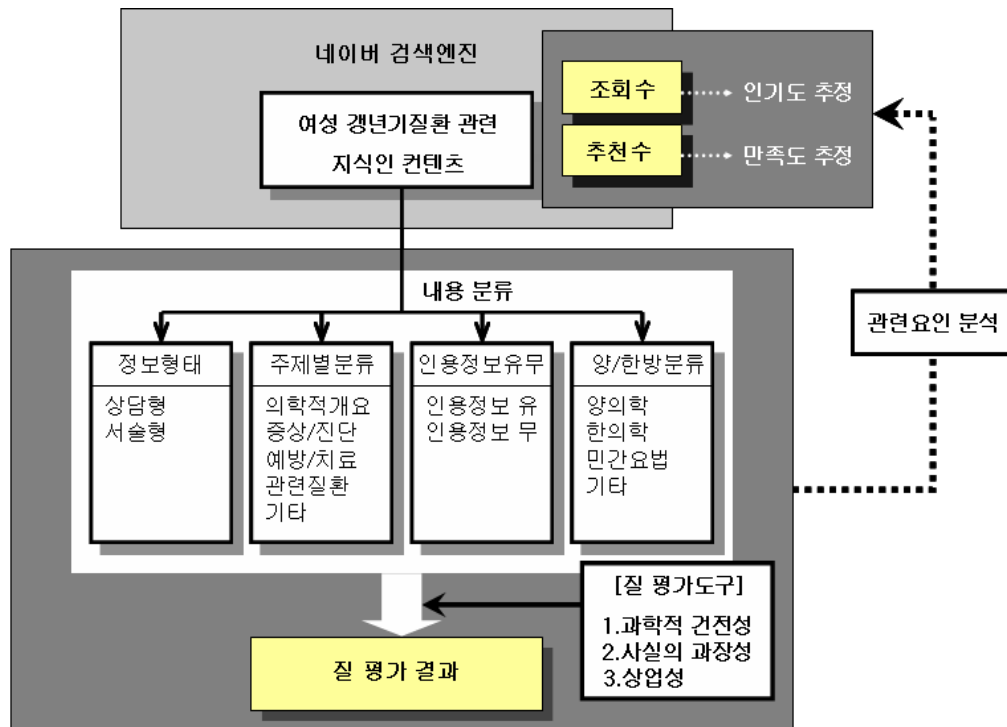 네이버 검색엔진
여성 갱년기질환 관련
지식인 컨텐츠
조회수
인기도 추정
추천수
만족도 추정
관련요인 분석
내용 분류
정보형태
상담형
서술형
주제별분류
의학적개요
증상/진단
예방/치료
관련질환
기타
인용정보유무
인용정보 유
인용정보 무
양/한방분류
양의학
한의학
민간요법
기타
[질 평가도구]
1.과학적 건전성
2.사실의 과장성
3.상업성
질 평가 결과